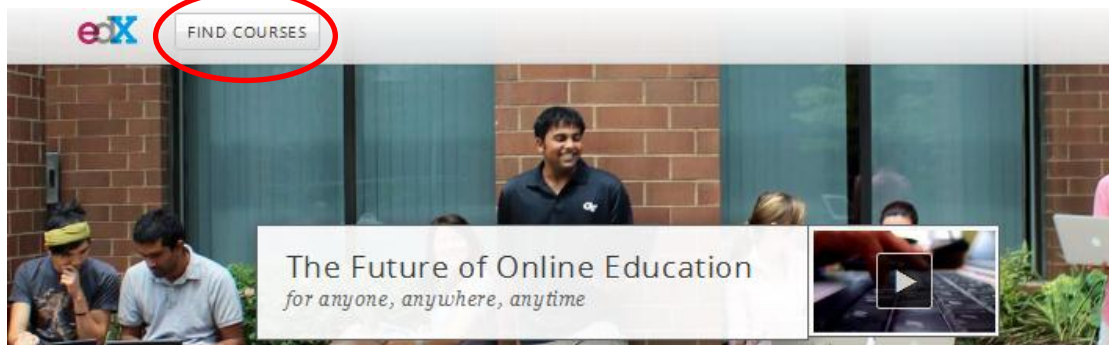 edX
FIND COURSES
The Future of Online Education
for anyone, anywhere, anytime